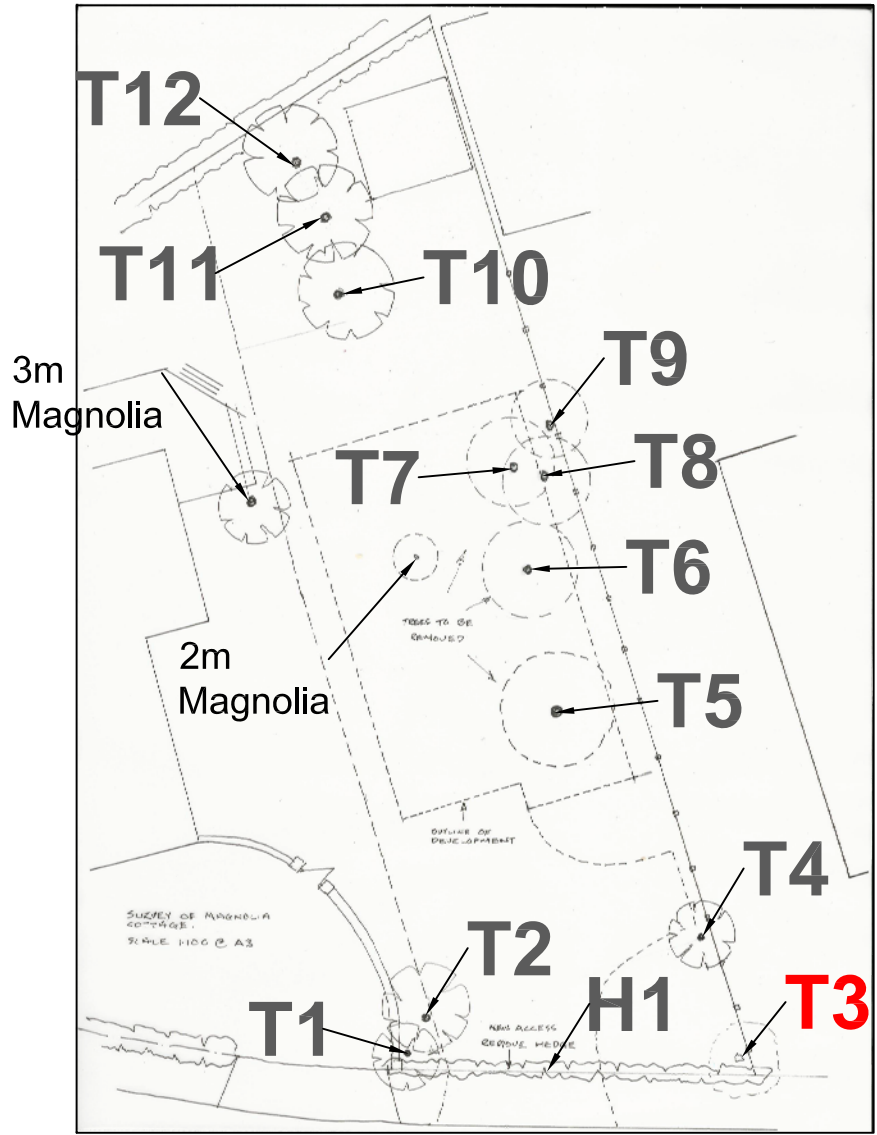 T12
T11
T10
3m
Magnolia
T9
T7
T8
T6
TREES TO BE
REMOVED
2m
Magnolia
T5
OUTLINE OF
DEVELOPMENT
T4
SURVEY OF MAGNOLIA
COTTAGE.
SCALE 1:100 @ A3
T2
T3
T1
H1
NEW ACCESS
REMOVE HEDGE